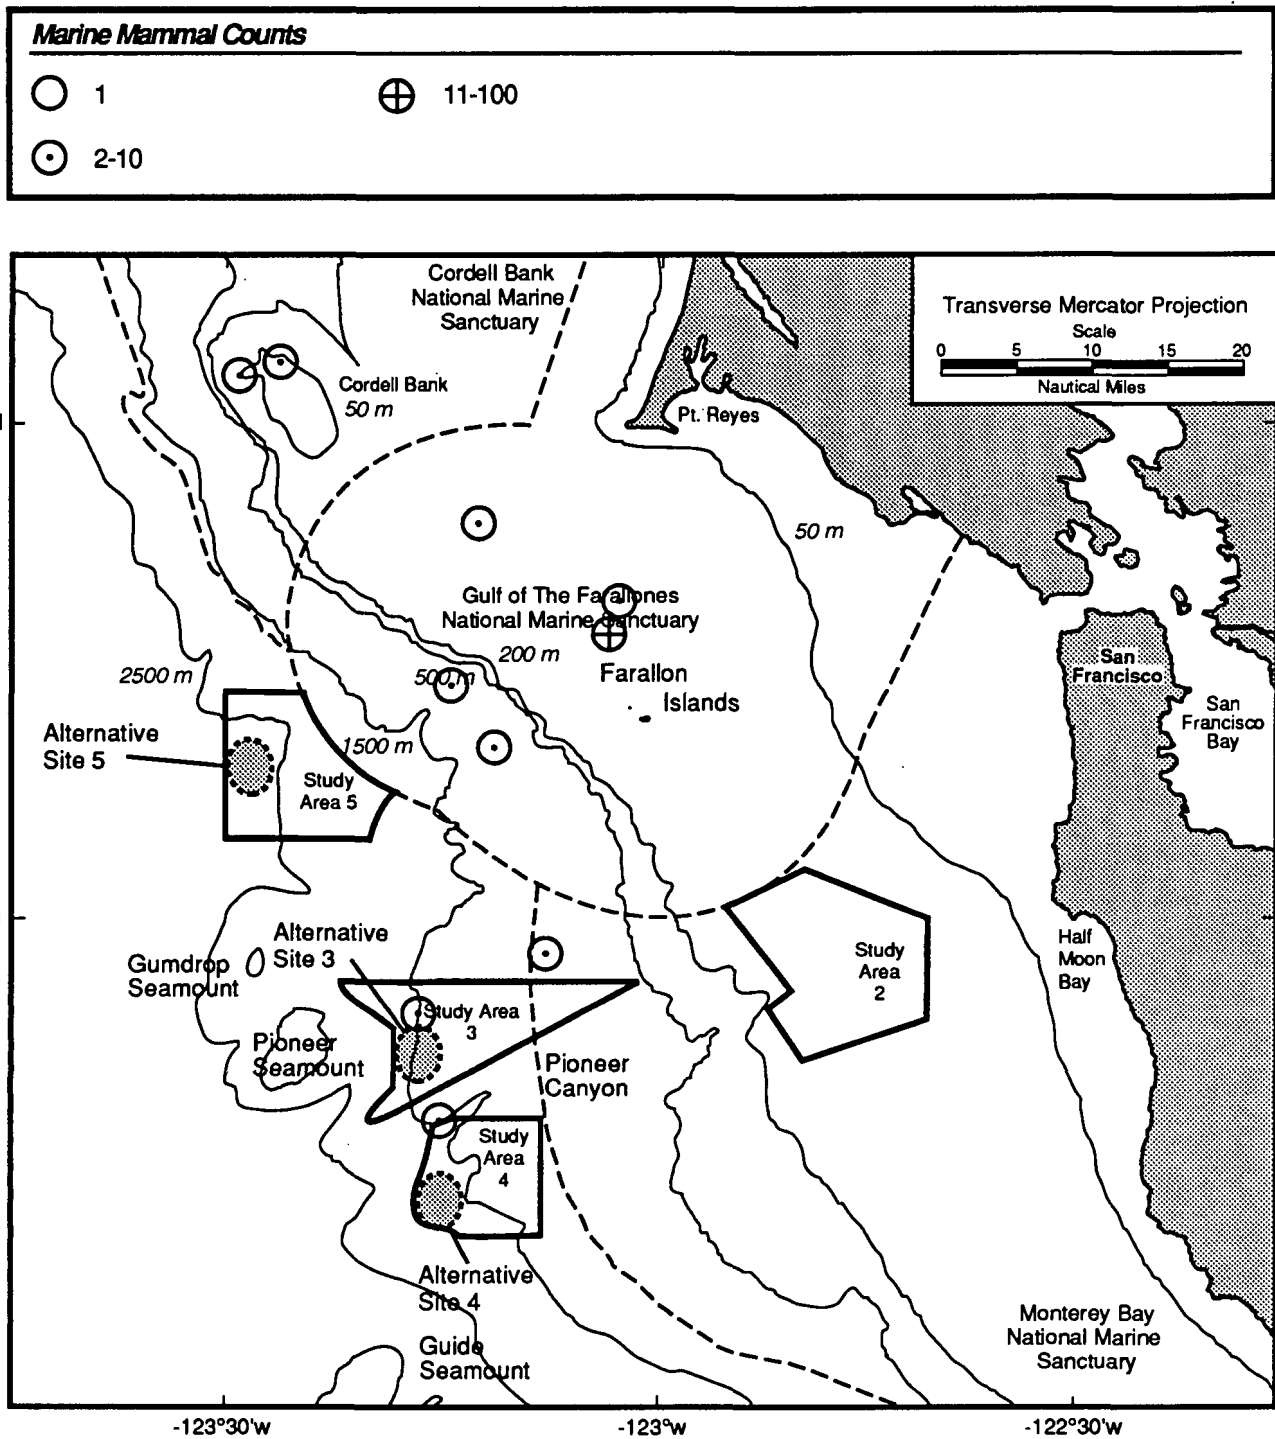 Marine Mammal Counts
1
11-100
2-10
Cordell Bank
National Marine
Sanctuary
Transverse Mercator Projection
Scale
0 5 10 15 20
Nautical Miles
Cordell Bank
50 m
Pt. Reyes
50 m
Gulf of The Farallones
National Marine Sanctuary
200 m
500 m
2500 m
Farallon
Islands
San
Francisco
San
Francisco
Bay
Alternative
Site 5
1500 m
Study
Area 5
Alternative
Site 3
Gumdrop
Seamount
Study
Area
2
Half
Moon
Bay
Study Area
3
Pioneer
Seamount
Pioneer
Canyon
Study
Area
4
Alternative
Site 4
Guide
Seamount
Monterey Bay
National Marine
Sanctuary
-123°30'W
-123°W
-122°30'W